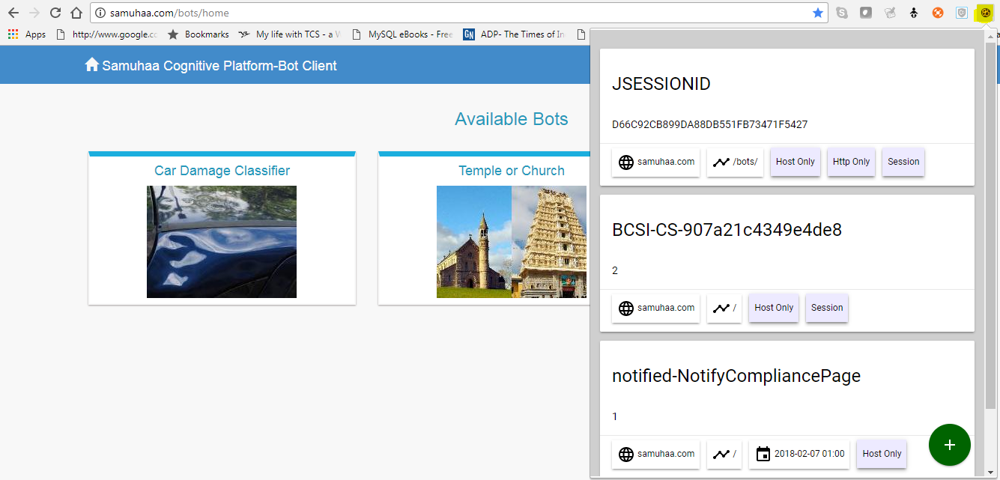 samuhaa.com/bots/home
Apps
http://www.google.cc
Bookmarks
My life with TCS - a W
MySQL eBooks - Free
GN
ADP- The Times of In
Samuhaa Cognitive Platform-Bot Client
Available Bots
Car Damage Classifier
Temple or Church
JSESSIONID
D66C92CB899DA88DB551FB73471F5427
samuhaa.com /bots/ Host Only Http Only Session
BCSI-CS-907a21c4349e4de8
2
samuhaa.com / Host Only Session
notified-NotifyCompliancePage
1
samuhaa.com / 2018-02-07 01:00 Host Only